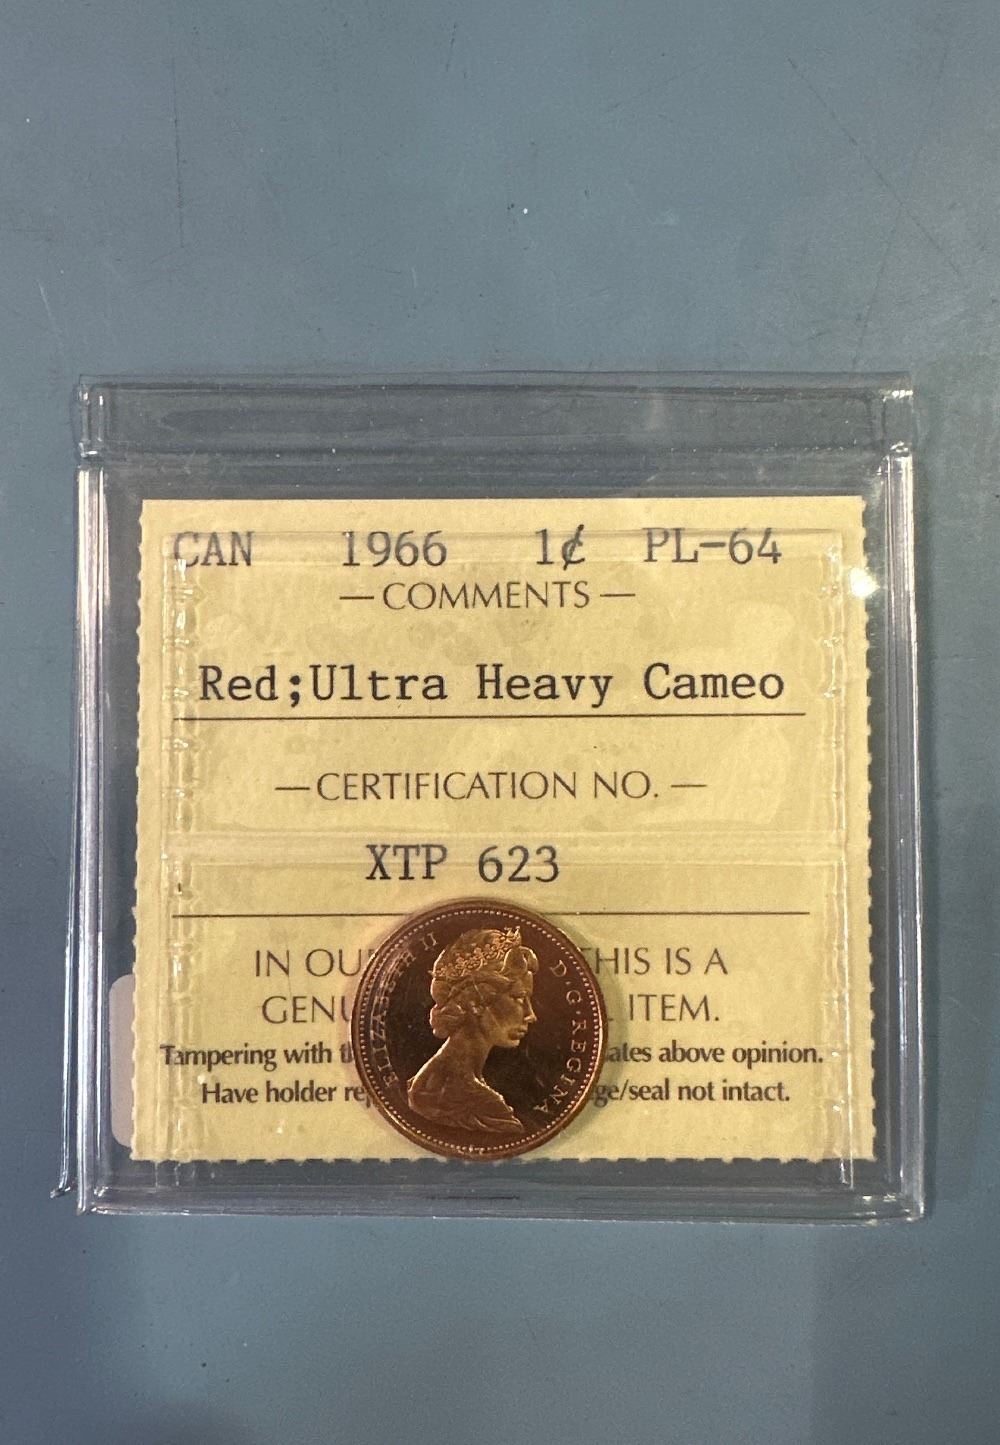 CAN 1966 1¢ PL-64
—COMMENTS—
Red;Ultra Heavy Cameo
—CERTIFICATION NO.—
XTP 623
IN OU THIS IS A
GENU ITEM.
Tampering with th ates above opinion.
Have holder rep ge/seal not intact.
ELIZABETH II D·G·REGINA